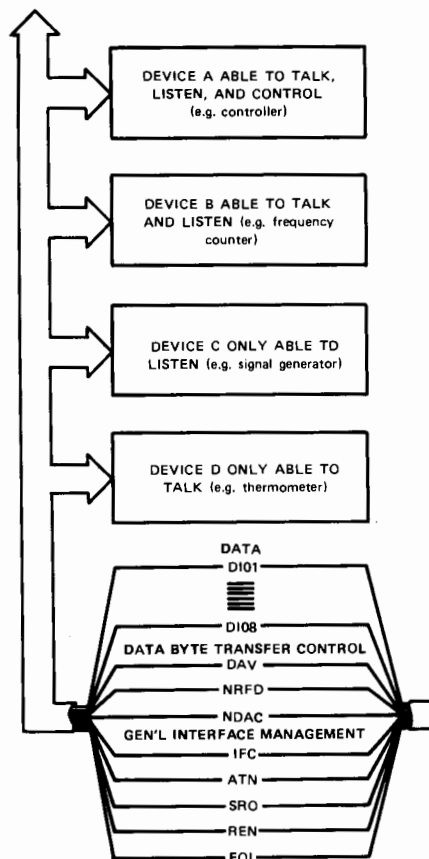 DEVICE A ABLE TO TALK,
LISTEN, AND CONTROL
(e.g. controller)
DEVICE B ABLE TO TALK
AND LISTEN (e.g. frequency
counter)
DEVICE C ONLY ABLE TO
LISTEN (e.g. signal generator)
DEVICE D ONLY ABLE TO
TALK (e.g. thermometer)
DATA
DI01
DI08
DATA BYTE TRANSFER CONTROL
DAV
NRFD
NDAC
GEN'L INTERFACE MANAGEMENT
IFC
ATN
SRQ
REN
EOI